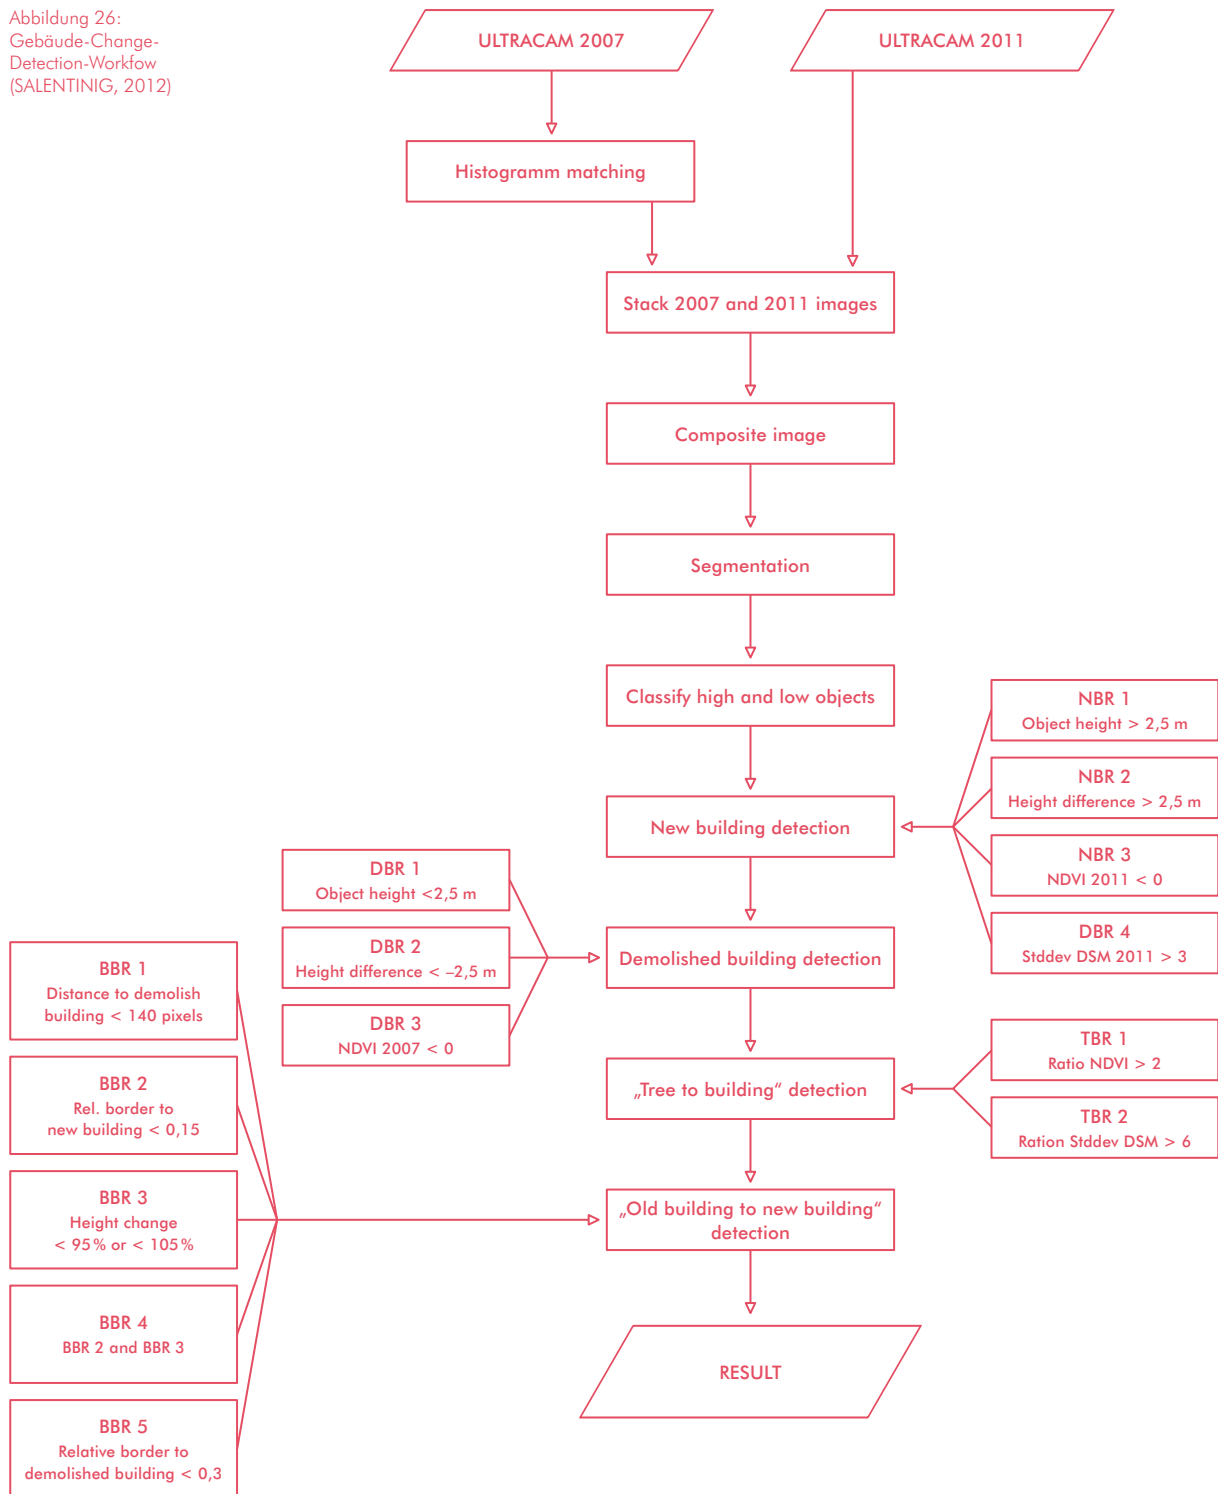 Abbildung 26:
Gebäude-Change-
Detection-Workfow
(SALENTINIG, 2012)
ULTRACAM 2007
ULTRACAM 2011
Histogramm matching
Stack 2007 and 2011 images
Composite image
Segmentation
Classify high and low objects
NBR 1
Object height > 2,5 m
NBR 2
Height difference > 2,5 m
New building detection
NBR 3
NDVI 2011 < 0
DBR 4
Stddev DSM 2011 > 3
DBR 1
Object height <2,5 m
DBR 2
Height difference < –2,5 m
DBR 3
NDVI 2007 < 0
Demolished building detection
TBR 1
Ratio NDVI > 2
TBR 2
Ration Stddev DSM > 6
„Tree to building“ detection
BBR 1
Distance to demolish
building < 140 pixels
BBR 2
Rel. border to
new building < 0,15
BBR 3
Height change
< 95% or < 105%
BBR 4
BBR 2 and BBR 3
BBR 5
Relative border to
demolished building < 0,3
„Old building to new building“
detection
RESULT